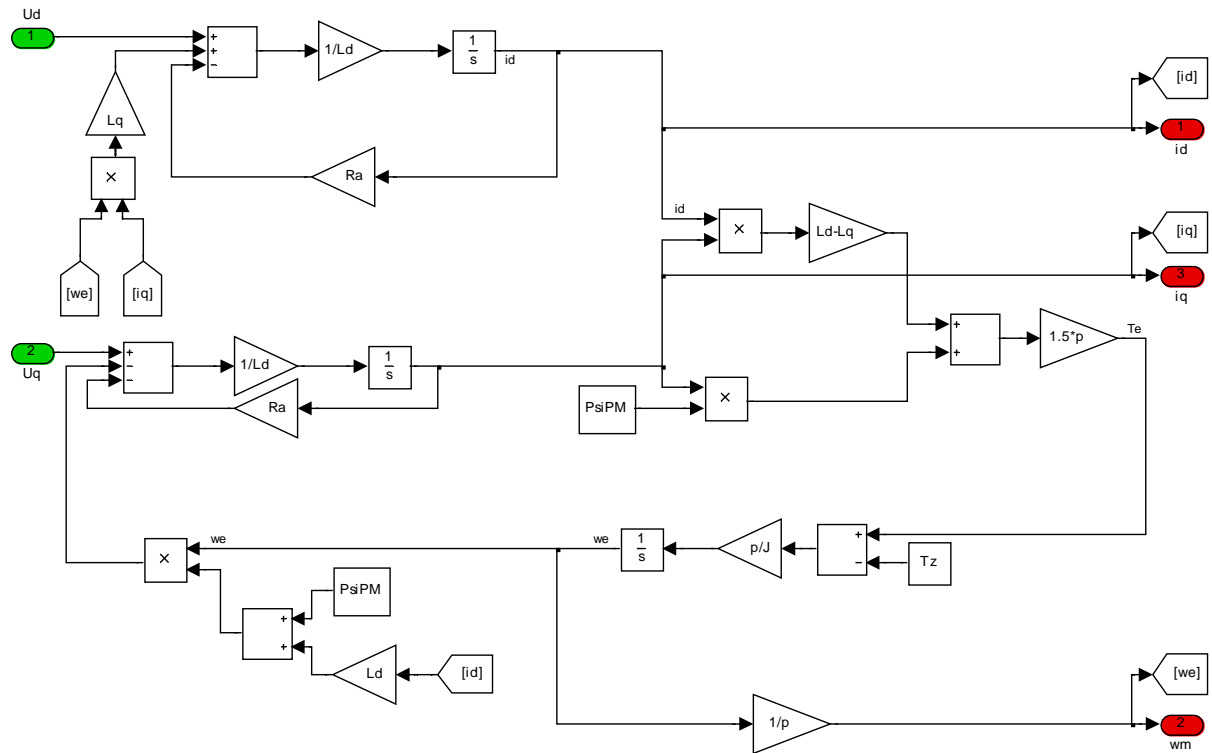 Ud
1
+
+
−
1/Ld
1
s
id
Lq
×
[we]
[iq]
Ra
[id]
1
id
id
×
Ld-Lq
[iq]
3
iq
2
Uq
+
−
−
1/Ld
1
s
Ra
PsiPM
×
+
+
1.5*p
Te
×
we
we
1
s
p/J
+
−
Tz
PsiPM
+
+
Ld
[id]
1/p
[we]
2
wm